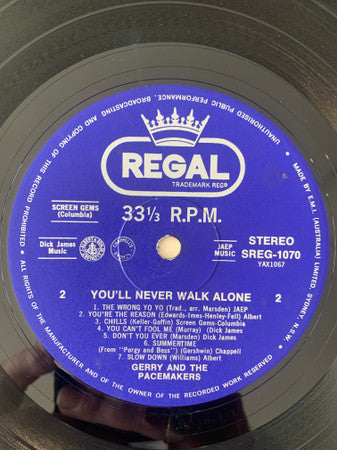 UNAUTHORISED PUBLIC PERFORMANCE, BROADCASTING AND COPYING OF THIS RECORD PROHIBITED • ALL RIGHTS OF THE MANUFACTURER AND OF THE OWNER OF THE RECORDED WORK RESERVED •
MADE BY E.M.I. (AUSTRALIA) LIMITED. SYDNEY, N.S.W.
REGAL
TRADEMARK REGD
SCREEN GEMS
(Columbia)
33⅓ R.P.M.
Dick James
Music
JAEP
Music
STEREO
SREG-1070
YAX1067
2 YOU'LL NEVER WALK ALONE 2
1. THE WRONG YO YO (Trad., arr. Marsden) JAEP
2. YOU'RE THE REASON (Edwards-Imes-Henley-Fell) Albert
3. CHILLS (Keller-Goffin) Screen Gems-Columbia
4. YOU CAN'T FOOL ME (Murray) Dick James
5. DON'T YOU EVER (Marsden) Dick James
6. SUMMERTIME
(From "Porgy and Bess") (Gershwin) Chappell
7. SLOW DOWN (Williams) Albert
GERRY AND THE
PACEMAKERS